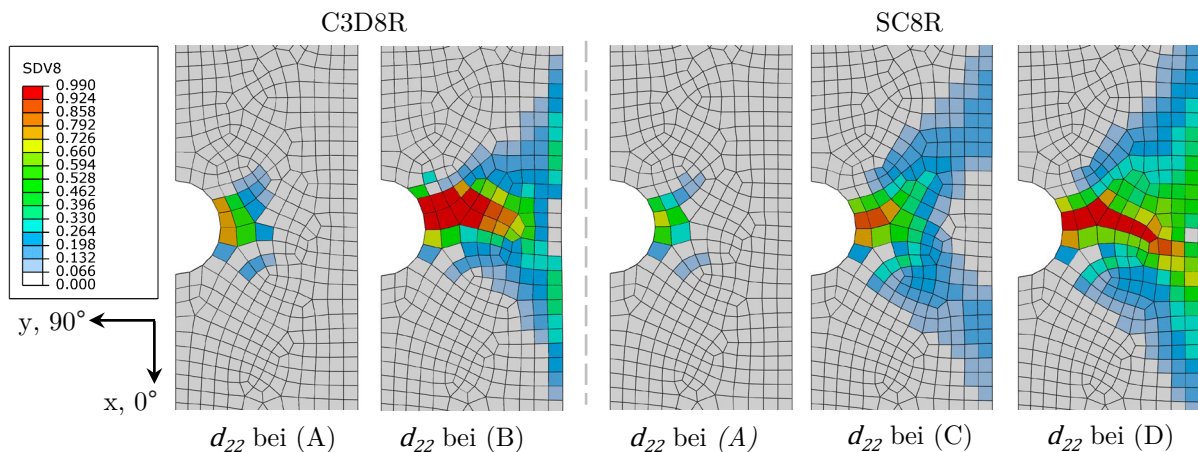 C3D8R
SC8R
SDV8
0.990
0.924
0.858
0.792
0.726
0.660
0.594
0.528
0.462
0.396
0.330
0.264
0.198
0.132
0.066
0.000
y, 90°
x, 0°
d22 bei (A)
d22 bei (B)
d22 bei (A)
d22 bei (C)
d22 bei (D)